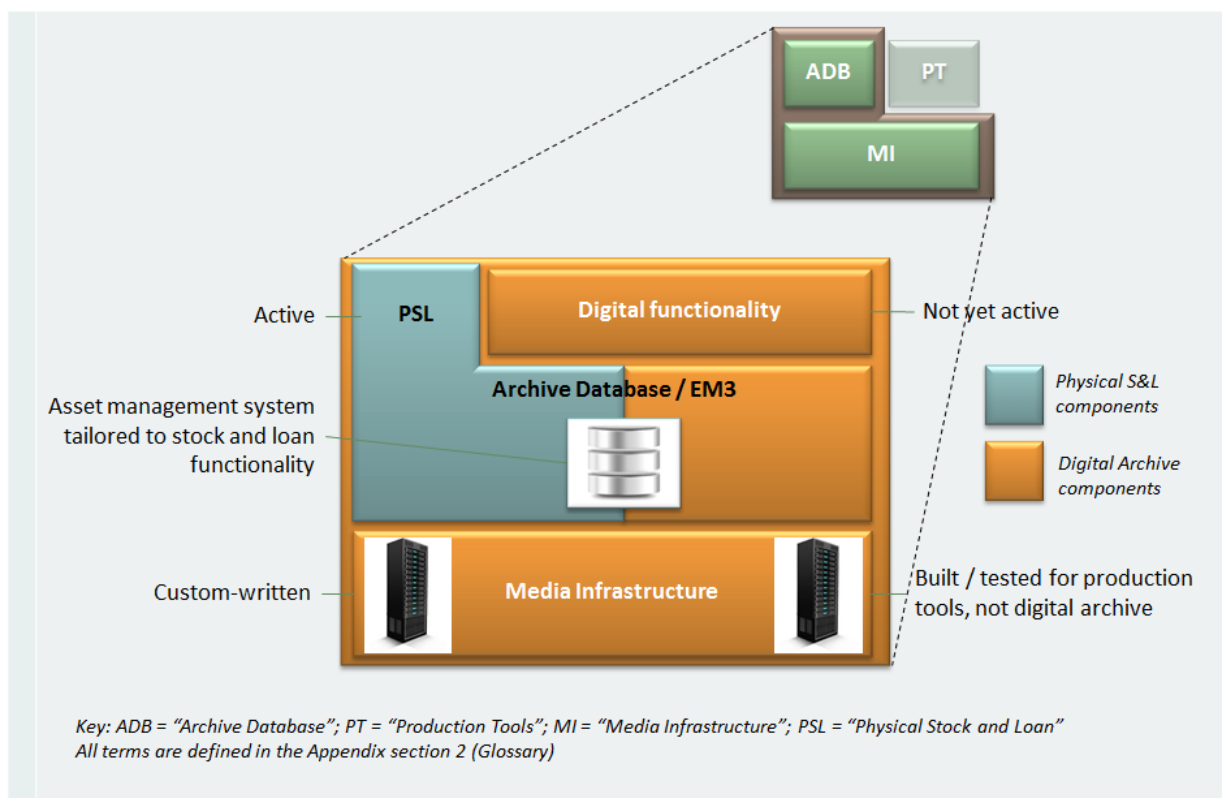 ADB
PT
MI
PSL
Digital functionality
Active
Not yet active
Archive Database / EM3
Physical S&L
components
Asset management system
tailored to stock and loan
functionality
Digital Archive
components
Custom-written
Media Infrastructure
Built / tested for production
tools, not digital archive
Key: ADB = “Archive Database”; PT = “Production Tools”; MI = “Media Infrastructure”; PSL = “Physical Stock and Loan”
All terms are defined in the Appendix section 2 (Glossary)